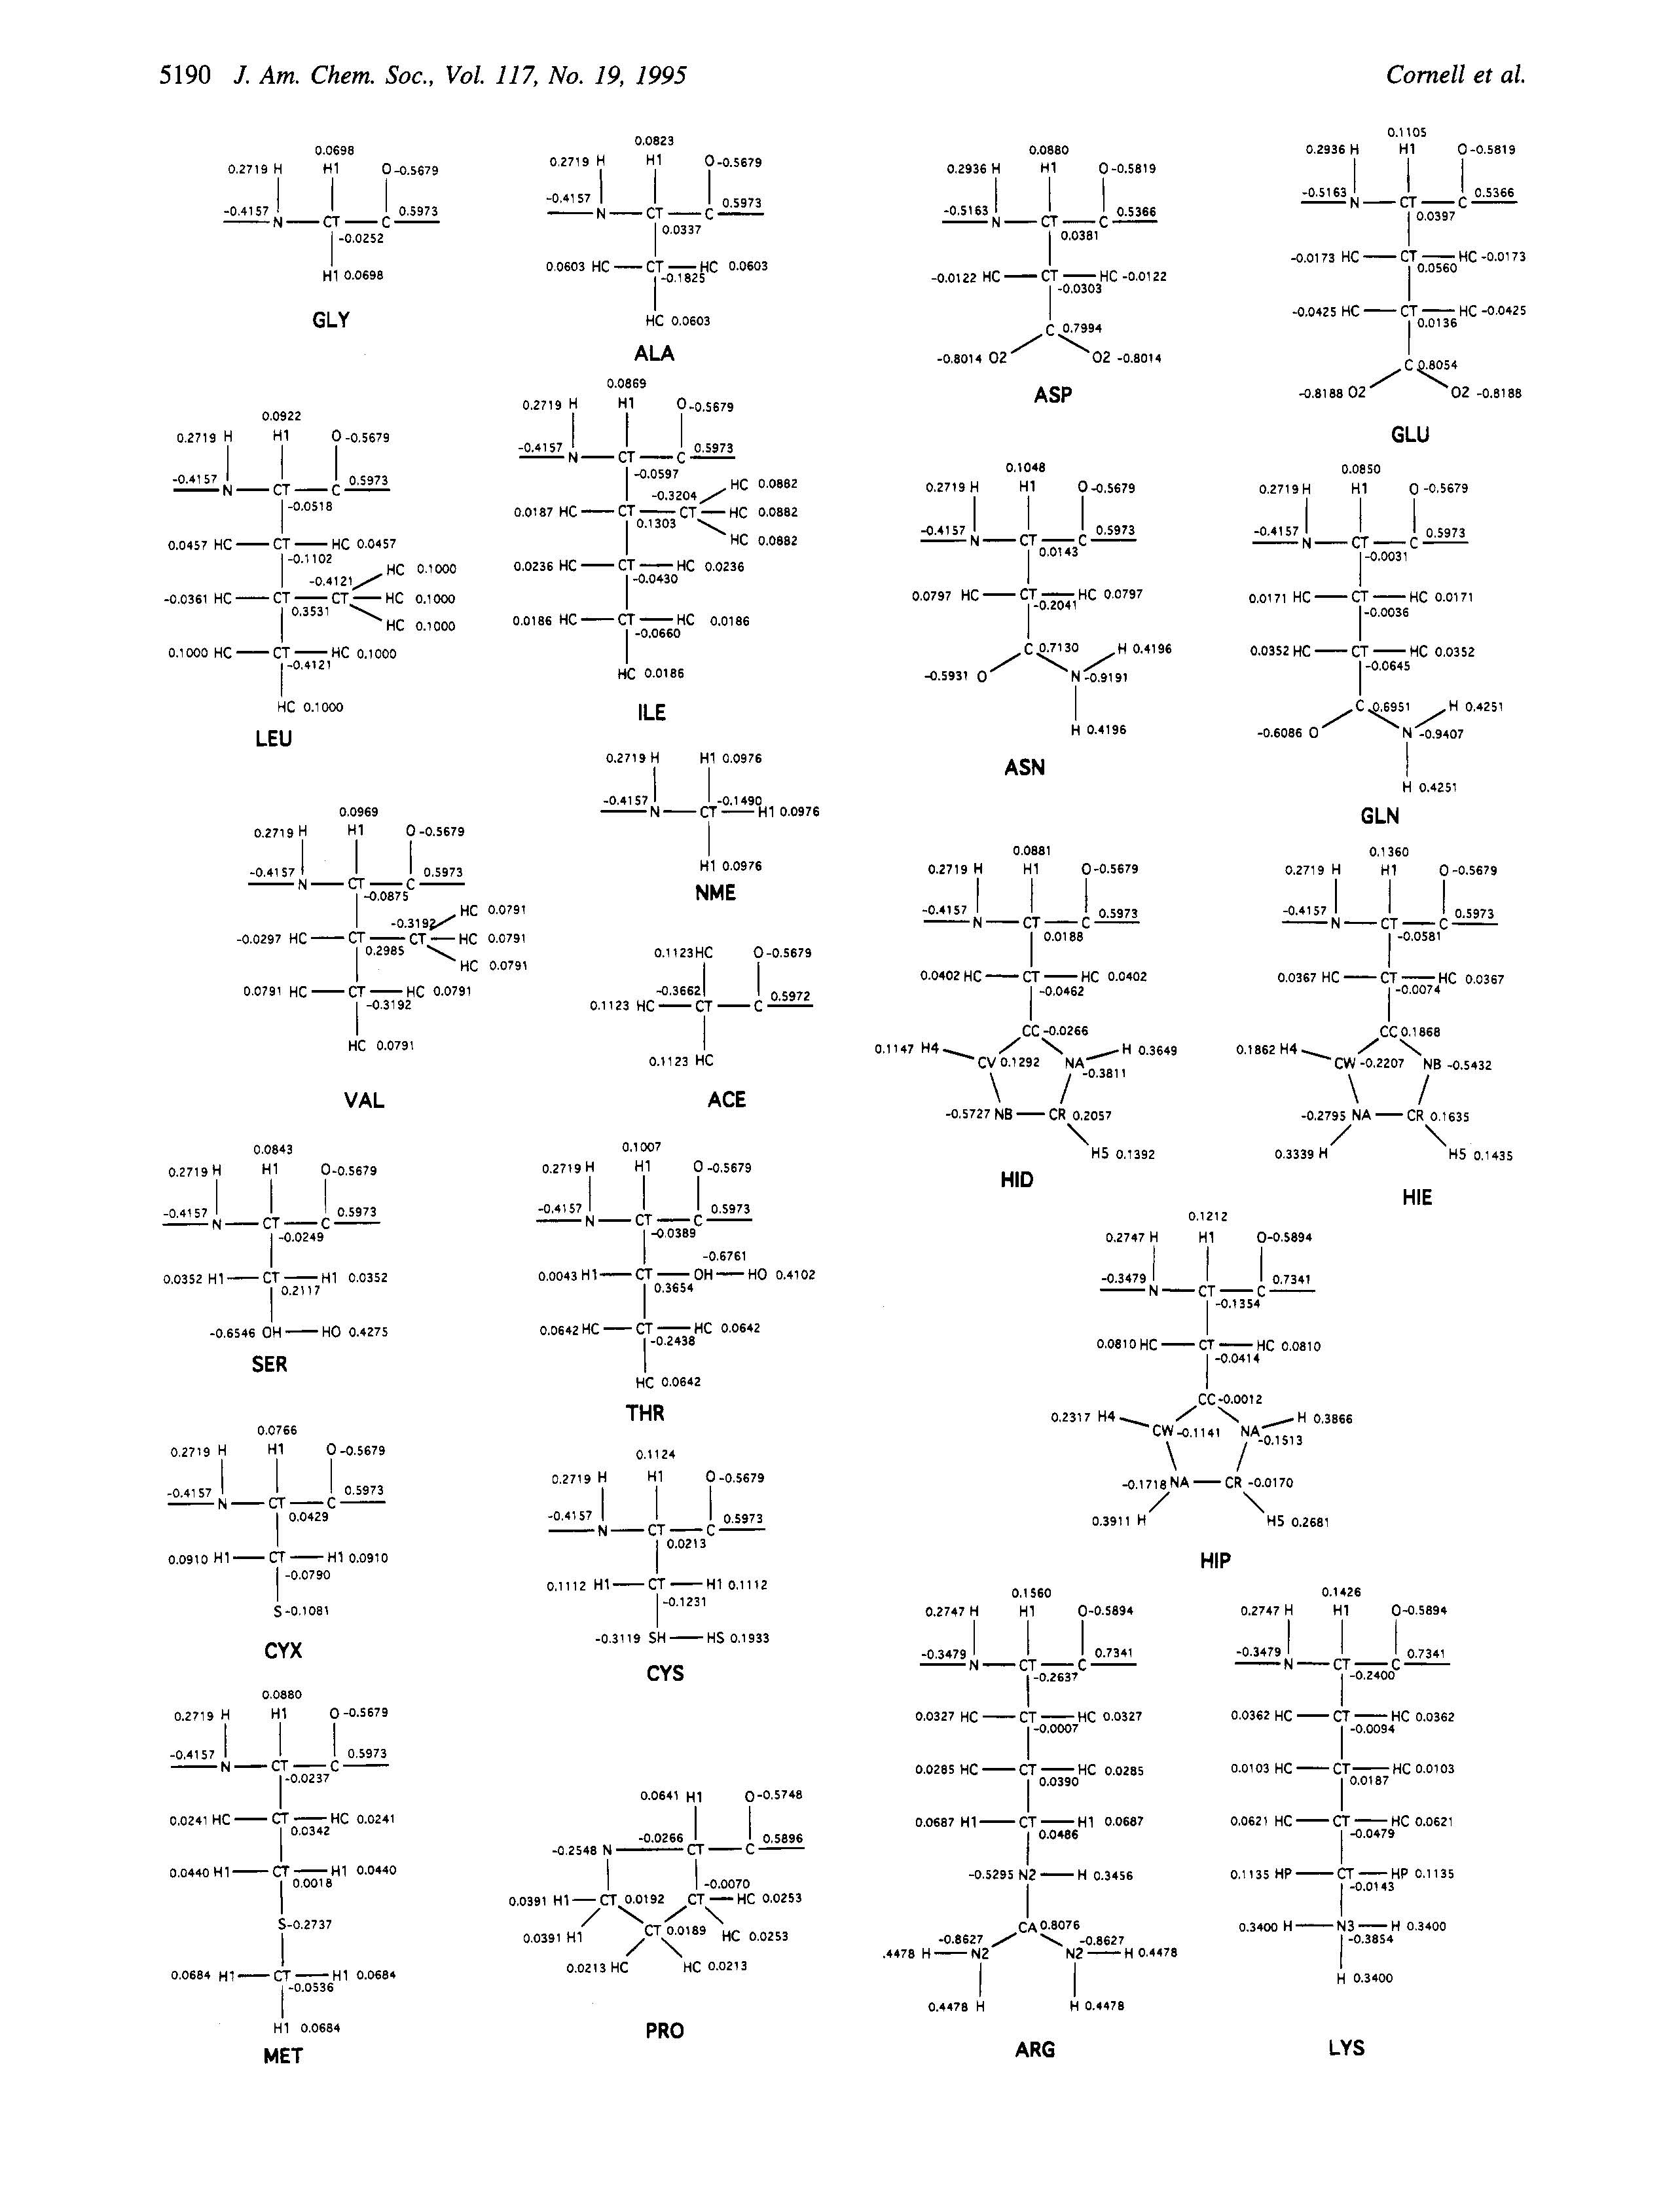 5190 J. Am. Chem. Soc., Vol. 117, No. 19, 1995 Cornell et al.
0.0698
0.2719 H H1 O -0.5679
-0.4157 N CT C 0.5973
-0.0252
H1 0.0698
GLY
0.0823
0.2719 H H1 O -0.5679
-0.4157 N CT C 0.5973
0.0337
0.0603 HC CT HC 0.0603
-0.1825
HC 0.0603
ALA
0.0922
0.2719 H H1 O -0.5679
-0.4157 N CT C 0.5973
-0.0518
0.0457 HC CT HC 0.0457
-0.1102
-0.4121 HC 0.1000
-0.0361 HC CT CT HC 0.1000
0.3531
HC 0.1000
0.1000 HC CT HC 0.1000
-0.4121
HC 0.1000
LEU
0.0869
0.2719 H H1 O -0.5679
-0.4157 N CT C 0.5973
-0.0597
-0.3204 HC 0.0882
0.0187 HC CT CT HC 0.0882
0.1303
HC 0.0882
0.0236 HC CT HC 0.0236
-0.0430
0.0186 HC CT HC 0.0186
-0.0660
HC 0.0186
ILE
0.2719 H H1 0.0976
-0.4157 N CT -0.1490 H1 0.0976
H1 0.0976
NME
0.0969
0.2719 H H1 O -0.5679
-0.4157 N CT C 0.5973
-0.0875
-0.3192 HC 0.0791
-0.0297 HC CT CT HC 0.0791
0.2985
HC 0.0791
0.0791 HC CT HC 0.0791
-0.3192
HC 0.0791
VAL
0.1123 HC O -0.5679
-0.3662
0.1123 HC CT C 0.5972
0.1123 HC
ACE
0.0843
0.2719 H H1 O -0.5679
-0.4157 N CT C 0.5973
-0.0249
0.0352 H1 CT H1 0.0352
0.2117
-0.6546 OH HO 0.4275
SER
0.1007
0.2719 H H1 O -0.5679
-0.4157 N CT C 0.5973
-0.0389
-0.6761
0.0043 H1 CT OH HO 0.4102
0.3654
0.0642 HC CT HC 0.0642
-0.2438
HC 0.0642
THR
0.0766
0.2719 H H1 O -0.5679
-0.4157 N CT C 0.5973
0.0429
0.0910 H1 CT H1 0.0910
-0.0790
S -0.1081
CYX
0.1124
0.2719 H H1 O -0.5679
-0.4157 N CT C 0.5973
0.0213
0.1112 H1 CT H1 0.1112
-0.1231
-0.3119 SH HS 0.1933
CYS
0.0880
0.2719 H H1 O -0.5679
-0.4157 N CT C 0.5973
-0.0237
0.0241 HC CT HC 0.0241
0.0342
0.0440 H1 CT H1 0.0440
0.0018
S -0.2737
0.0684 H1 CT H1 0.0684
-0.0536
H1 0.0684
MET
0.0641 H1 O -0.5748
-0.2548 N -0.0266 CT C 0.5896
-0.0070
0.0391 H1 CT 0.0192 CT HC 0.0253
0.0391 H1 CT 0.0189 HC 0.0253
0.0213 HC HC 0.0213
PRO
0.0880
0.2936 H H1 O -0.5819
-0.5163 N CT C 0.5366
0.0381
-0.0122 HC CT HC -0.0122
-0.0303
C 0.7994
-0.8014 O2 O2 -0.8014
ASP
0.1105
0.2936 H H1 O -0.5819
-0.5163 N CT C 0.5366
0.0397
-0.0173 HC CT HC -0.0173
0.0560
-0.0425 HC CT HC -0.0425
0.0136
C 0.8054
-0.8188 O2 O2 -0.8188
GLU
0.1048
0.2719 H H1 O -0.5679
-0.4157 N CT C 0.5973
0.0143
0.0797 HC CT HC 0.0797
-0.2041
C 0.7130 H 0.4196
-0.5931 O N -0.9191
H 0.4196
ASN
0.0850
0.2719 H H1 O -0.5679
-0.4157 N CT C 0.5973
-0.0031
0.0171 HC CT HC 0.0171
-0.0036
0.0352 HC CT HC 0.0352
-0.0645
C 0.6951 H 0.4251
-0.6086 O N -0.9407
H 0.4251
GLN
0.0881
0.2719 H H1 O -0.5679
-0.4157 N CT C 0.5973
0.0188
0.0402 HC CT HC 0.0402
-0.0462
CC -0.0266
0.1147 H4 CV 0.1292 NA H 0.3649
-0.3811
-0.5727 NB CR 0.2057
H5 0.1392
HID
0.1360
0.2719 H H1 O -0.5679
-0.4157 N CT C 0.5973
-0.0581
0.0367 HC CT HC 0.0367
-0.0074
CC 0.1868
0.1862 H4 CW -0.2207 NB -0.5432
-0.2795 NA CR 0.1635
0.3339 H H5 0.1435
HIE
0.1212
0.2747 H H1 O -0.5894
-0.3479 N CT C 0.7341
-0.1354
0.0810 HC CT HC 0.0810
-0.0414
CC -0.0012
0.2317 H4 CW -0.1141 NA H 0.3866
-0.1513
-0.1718 NA CR -0.0170
0.3911 H H5 0.2681
HIP
0.1560
0.2747 H H1 O -0.5894
-0.3479 N CT C 0.7341
-0.2637
0.0327 HC CT HC 0.0327
-0.0007
0.0285 HC CT HC 0.0285
0.0390
0.0687 H1 CT H1 0.0687
0.0486
-0.5295 N2 H 0.3456
CA 0.8076
-0.8627 -0.8627
.4478 H N2 N2 H 0.4478
0.4478 H H 0.4478
ARG
0.1426
0.2747 H H1 O -0.5894
-0.3479 N CT C 0.7341
-0.2400
0.0362 HC CT HC 0.0362
-0.0094
0.0103 HC CT HC 0.0103
0.0187
0.0621 HC CT HC 0.0621
-0.0479
0.1135 HP CT HP 0.1135
-0.0143
0.3400 H N3 H 0.3400
-0.3854
H 0.3400
LYS